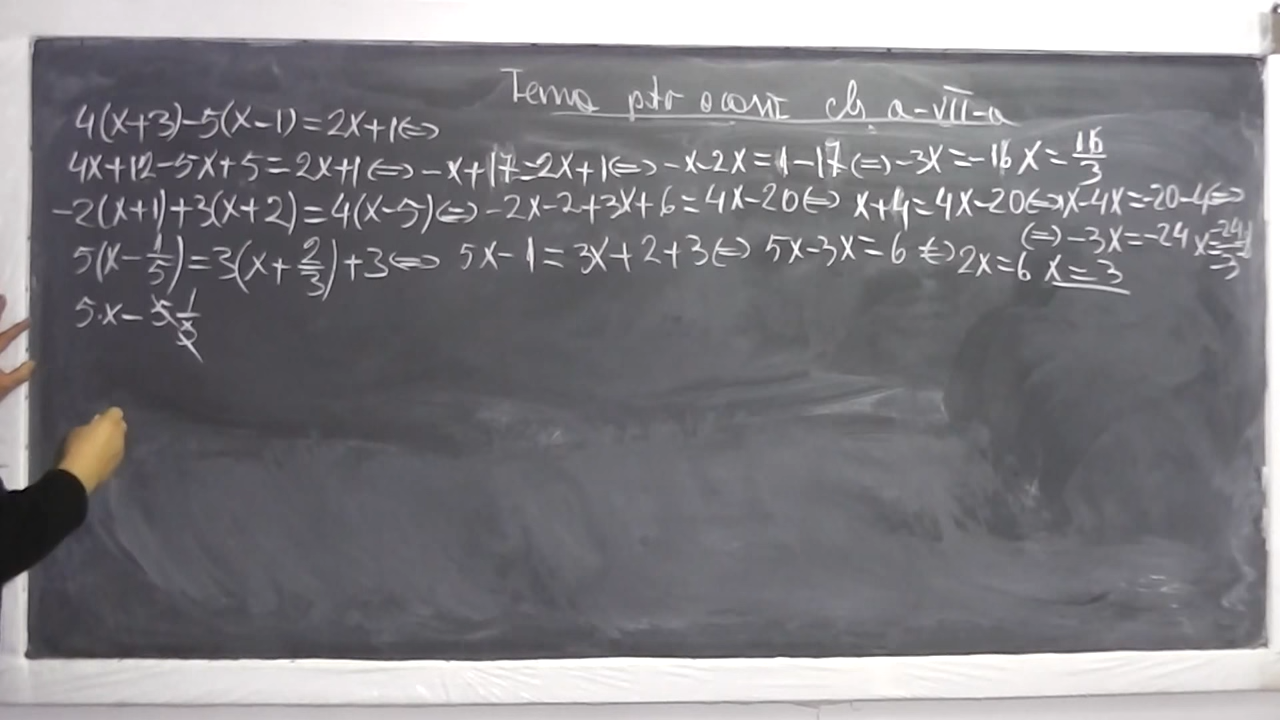 Tema ptr acasă cls a-VII-a
4(x+3)-5(x-1)=2x+1⇔
4x+12-5x+5=2x+1⇔-x+17=2x+1⇔-x-2x=1-17⇔-3x=-16 x=16/3
-2(x+1)+3(x+2)=4(x-5)⇔-2x-2+3x+6=4x-20⇔ x+4=4x-20⇔x-4x=-20-4⇔
⇔-3x=-24 x=-24/-3
5(x-1/5)=3(x+2/3)+3⇔ 5x-1=3x+2+3⇔ 5x-3x=6 ⇔ 2x=6 x=3
5·x-5 1/5